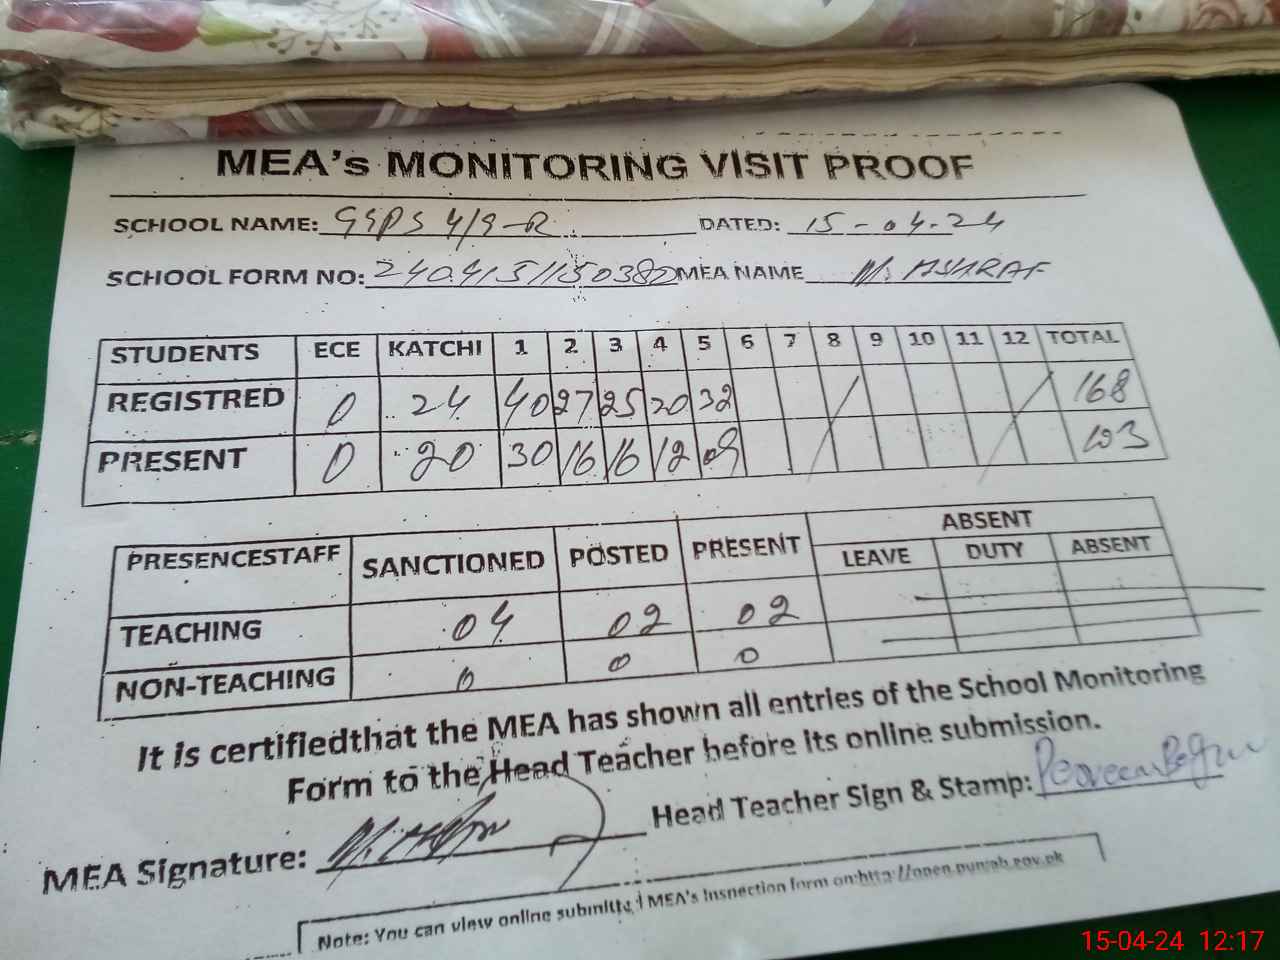 MEA's MONITORING VISIT PROOF
SCHOOL NAME: GGPS 4/9-R DATED: 15-04-24
SCHOOL FORM NO: MEA NAME M. ASHRAF
STUDENTS ECE KATCHI 1 2 3 4 5 6 7 8 9 10 11 12 TOTAL
REGISTRED 0 24 40 27 25 20 32 168
PRESENT 0 20 30 16 16 12 09 103
ABSENT
PRESENCESTAFF SANCTIONED POSTED PRESENT LEAVE DUTY ABSENT
TEACHING 04 02 02
NON-TEACHING 0 0 0
It is certifiedthat the MEA has shown all entries of the School Monitoring
Form to the Head Teacher before its online submission.
MEA Signature: Head Teacher Sign & Stamp: Perveen
Note: You can view online submitted MEA's Inspection form on:http://open.punjab.gov.pk
15-04-24 12:17